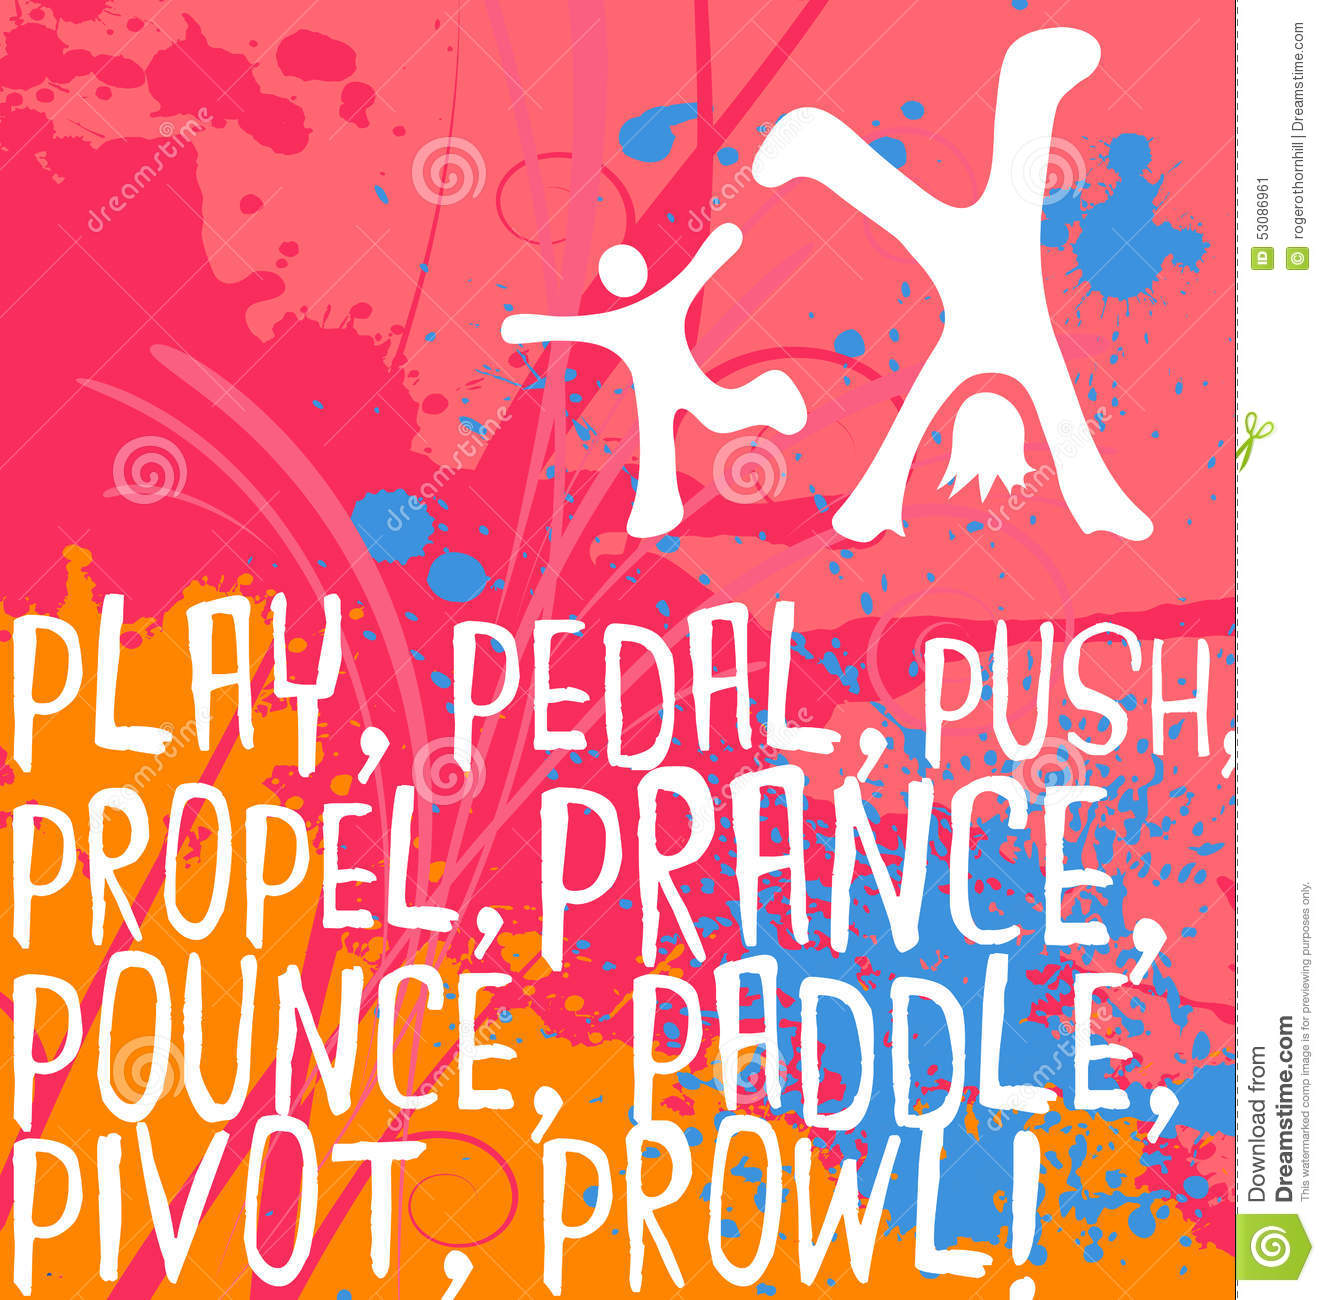 PLAY, PEDAL, PUSH,
PROPEL, PRANCE,
POUNCE, PADDLE,
PIVOT, PROWL!
dreamstime
ID 53086961
© rogerothornhill | Dreamstime.com
Download from
Dreamstime.com
This watermarked comp image is for previewing purposes only.